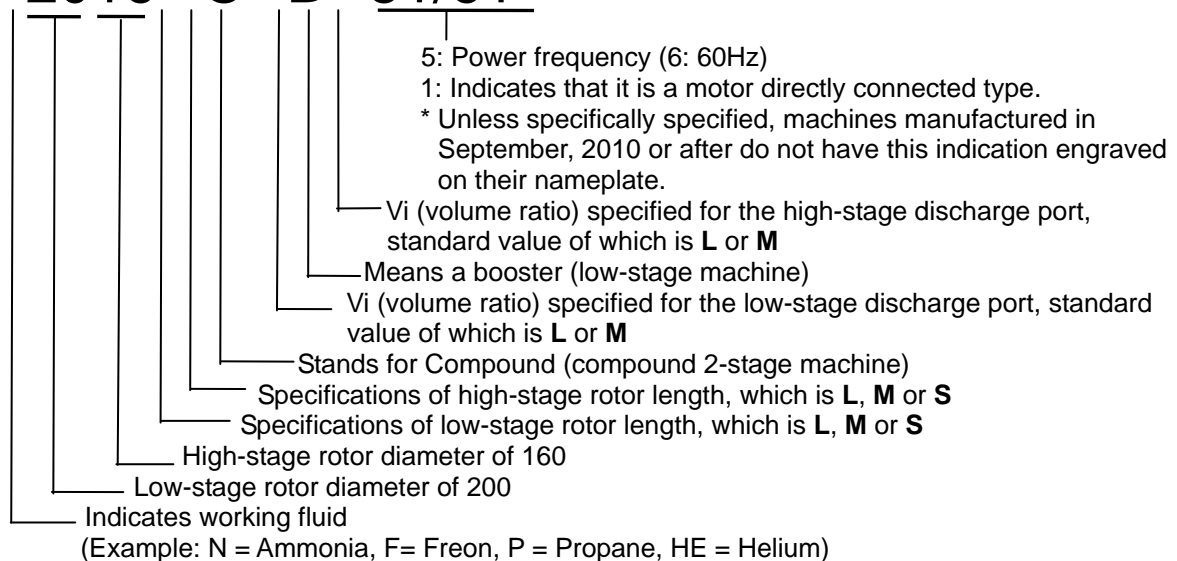 5: Power frequency (6: 60Hz)
1: Indicates that it is a motor directly connected type.
* Unless specifically specified, machines manufactured in
September, 2010 or after do not have this indication engraved
on their nameplate.
Vi (volume ratio) specified for the high-stage discharge port,
standard value of which is L or M
Means a booster (low-stage machine)
Vi (volume ratio) specified for the low-stage discharge port, standard
value of which is L or M
Stands for Compound (compound 2-stage machine)
Specifications of high-stage rotor length, which is L, M or S
Specifications of low-stage rotor length, which is L, M or S
High-stage rotor diameter of 160
Low-stage rotor diameter of 200
Indicates working fluid
(Example: N = Ammonia, F= Freon, P = Propane, HE = Helium)